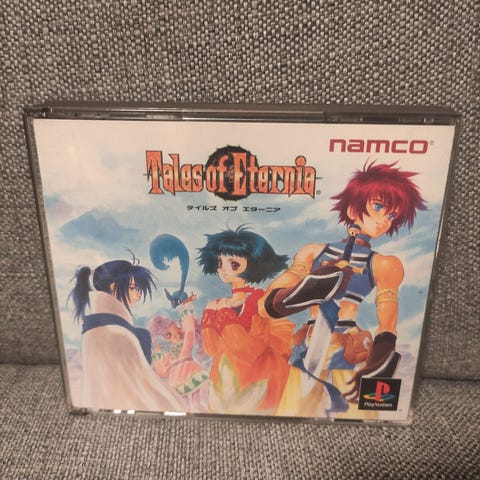 namco®
Tales of Eternia®
テイルズ オブ エターニア
PlayStation